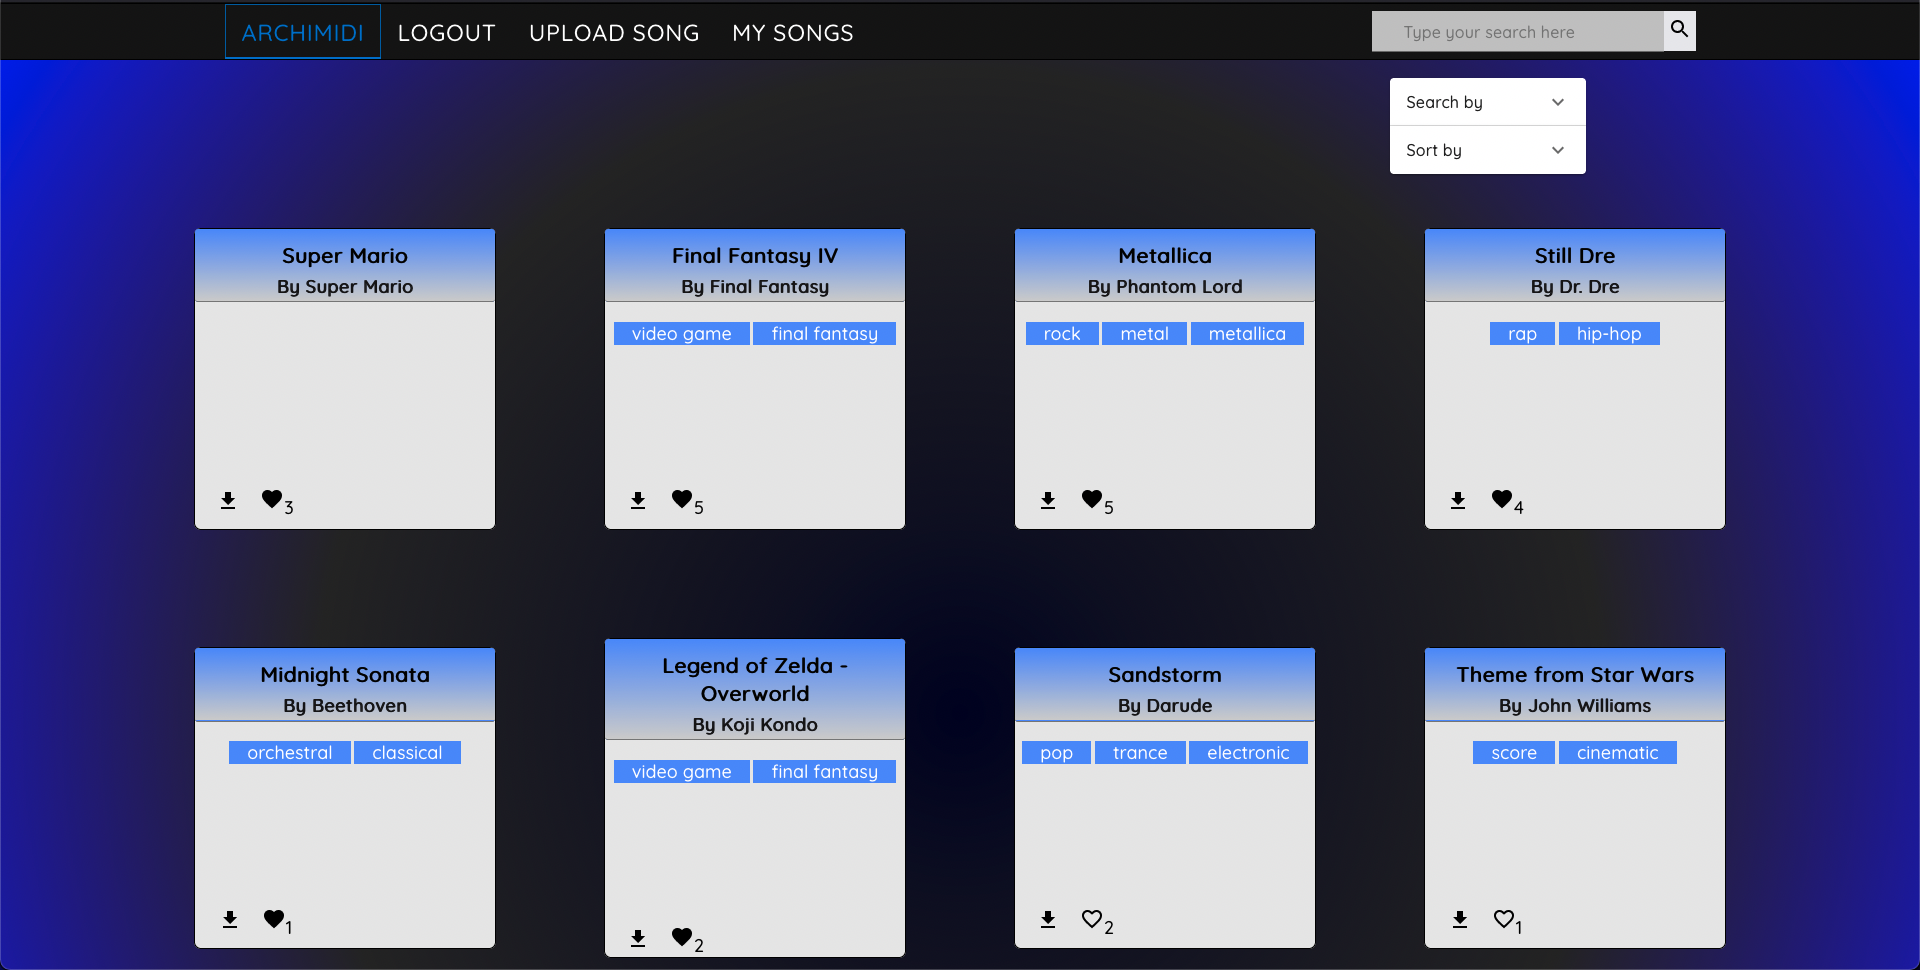 ARCHIMIDI LOGOUT UPLOAD SONG MY SONGS Type your search here
Search by
Sort by
Super Mario
By Super Mario
3
Final Fantasy IV
By Final Fantasy
video game final fantasy
5
Metallica
By Phantom Lord
rock metal metallica
5
Still Dre
By Dr. Dre
rap hip-hop
4
Midnight Sonata
By Beethoven
orchestral classical
1
Legend of Zelda -
Overworld
By Koji Kondo
video game final fantasy
2
Sandstorm
By Darude
pop trance electronic
2
Theme from Star Wars
By John Williams
score cinematic
1